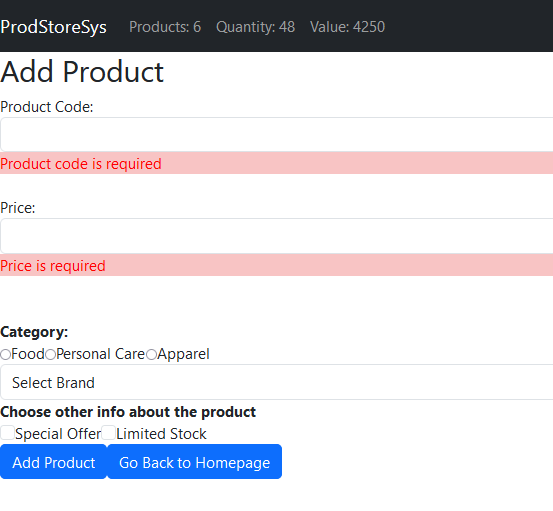 ProdStoreSys Products: 6 Quantity: 48 Value: 4250
Add Product
Product Code:
Product code is required
Price:
Price is required
Category:
Food Personal Care Apparel
Select Brand
Choose other info about the product
Special Offer Limited Stock
Add Product Go Back to Homepage